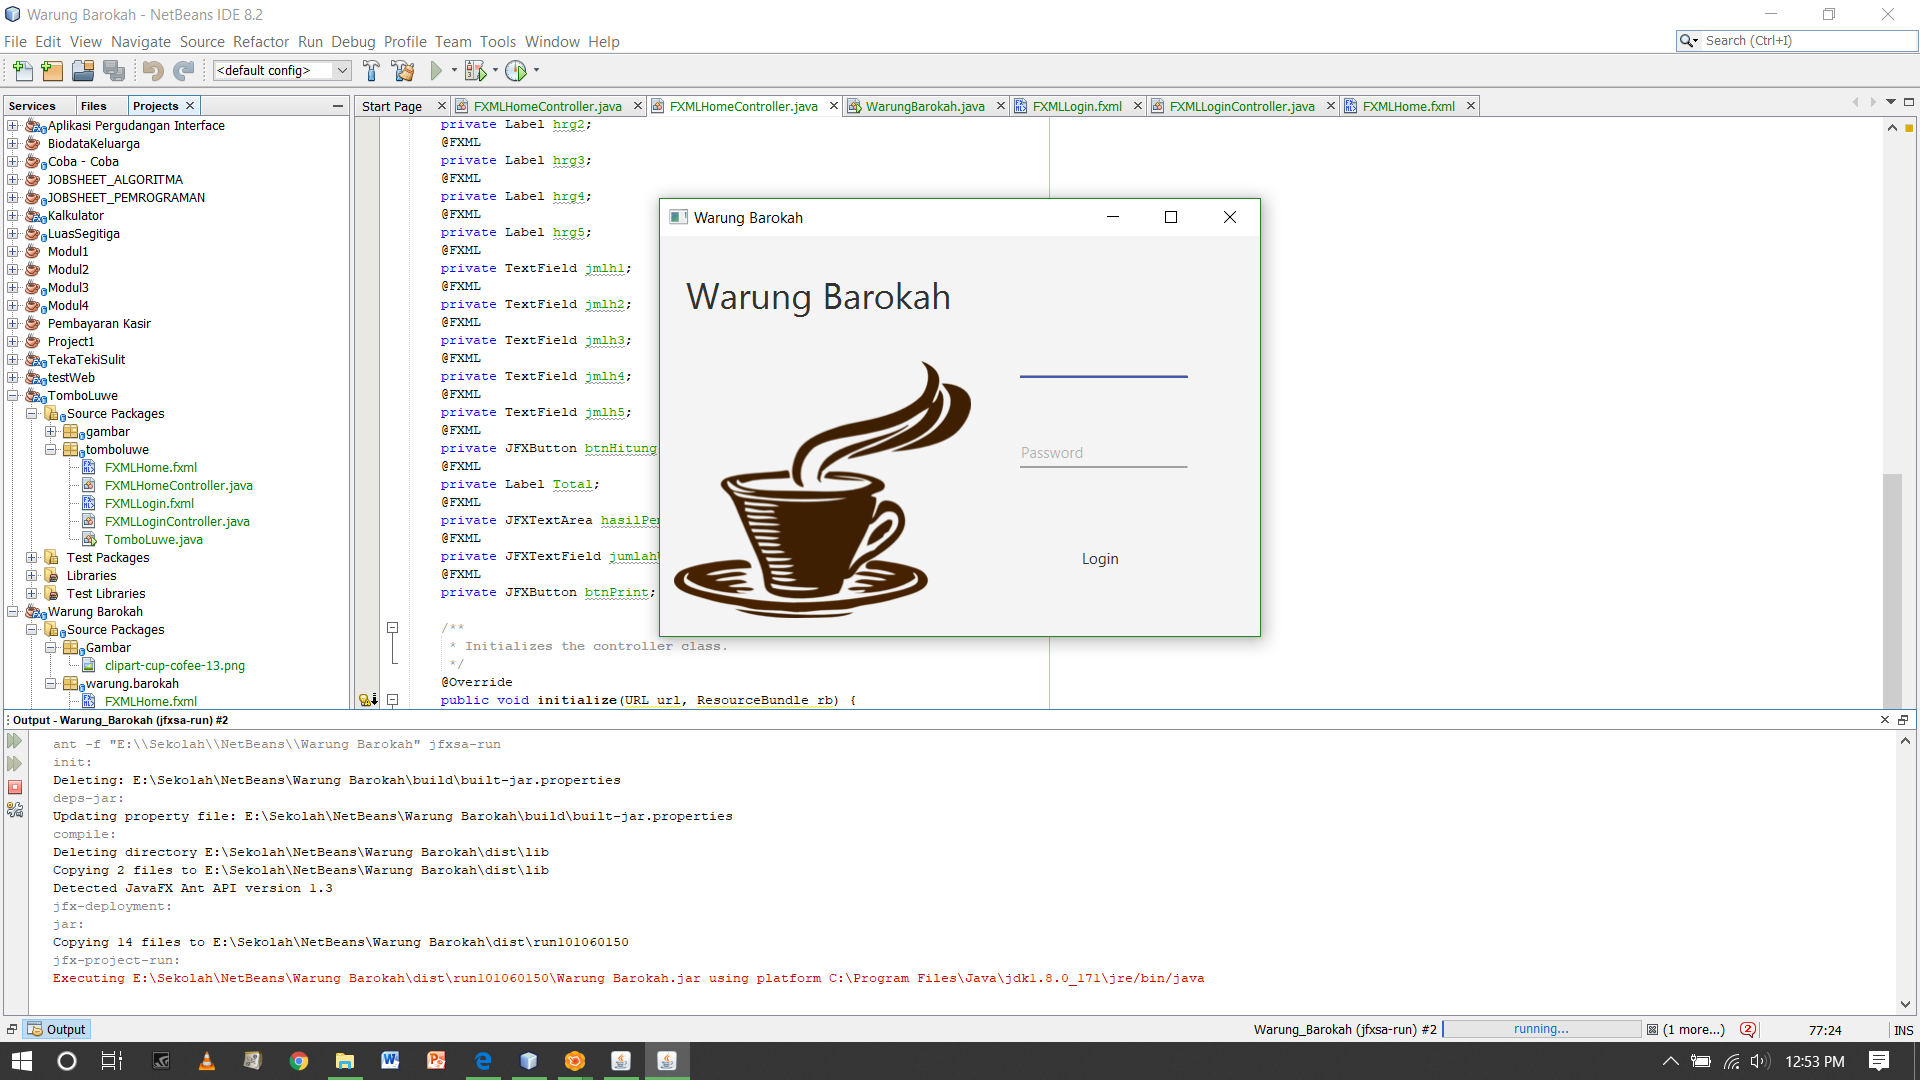 Warung Barokah - NetBeans IDE 8.2
File Edit View Navigate Source Refactor Run Debug Profile Team Tools Window Help
Search (Ctrl+I)
<default config>
Services Files Projects
Start Page FXMLHomeController.java FXMLHomeController.java WarungBarokah.java FXMLLogin.fxml FXMLLoginController.java FXMLHome.fxml
Aplikasi Pergudangan Interface
BiodataKeluarga
Coba - Coba
JOBSHEET_ALGORITMA
JOBSHEET_PEMROGRAMAN
Kalkulator
LuasSegitiga
Modul1
Modul2
Modul3
Modul4
Pembayaran Kasir
Project1
TekaTekiSulit
testWeb
TomboLuwe
Source Packages
gambar
tomboluwe
FXMLHome.fxml
FXMLHomeController.java
FXMLLogin.fxml
FXMLLoginController.java
TomboLuwe.java
Test Packages
Libraries
Test Libraries
Warung Barokah
Source Packages
Gambar
clipart-cup-cofee-13.png
warung.barokah
FXMLHome.fxml
private Label hrg2;
@FXML
private Label hrg3;
@FXML
private Label hrg4;
@FXML
private Label hrg5;
@FXML
private TextField jmlh1;
@FXML
private TextField jmlh2;
@FXML
private TextField jmlh3;
@FXML
private TextField jmlh4;
@FXML
private TextField jmlh5;
@FXML
private JFXButton btnHitung
@FXML
private Label Total;
@FXML
private JFXTextArea hasilPe
@FXML
private JFXTextField jumlah
@FXML
private JFXButton btnPrint;
/**
* Initializes the controller class.
*/
@Override
public void initialize(URL url, ResourceBundle rb) {
Warung Barokah
Warung Barokah
Password
Login
Output - Warung_Barokah (jfxsa-run) #2
ant -f "E:\\Sekolah\\NetBeans\\Warung Barokah" jfxsa-run
init:
Deleting: E:\Sekolah\NetBeans\Warung Barokah\build\built-jar.properties
deps-jar:
Updating property file: E:\Sekolah\NetBeans\Warung Barokah\build\built-jar.properties
compile:
Deleting directory E:\Sekolah\NetBeans\Warung Barokah\dist\lib
Copying 2 files to E:\Sekolah\NetBeans\Warung Barokah\dist\lib
Detected JavaFX Ant API version 1.3
jfx-deployment:
jar:
Copying 14 files to E:\Sekolah\NetBeans\Warung Barokah\dist\run101060150
jfx-project-run:
Executing E:\Sekolah\NetBeans\Warung Barokah\dist\run101060150\Warung Barokah.jar using platform C:\Program Files\Java\jdk1.8.0_171\jre/bin/java
Output
Warung_Barokah (jfxsa-run) #2 running... (1 more...) 2 77:24 INS
12:53 PM